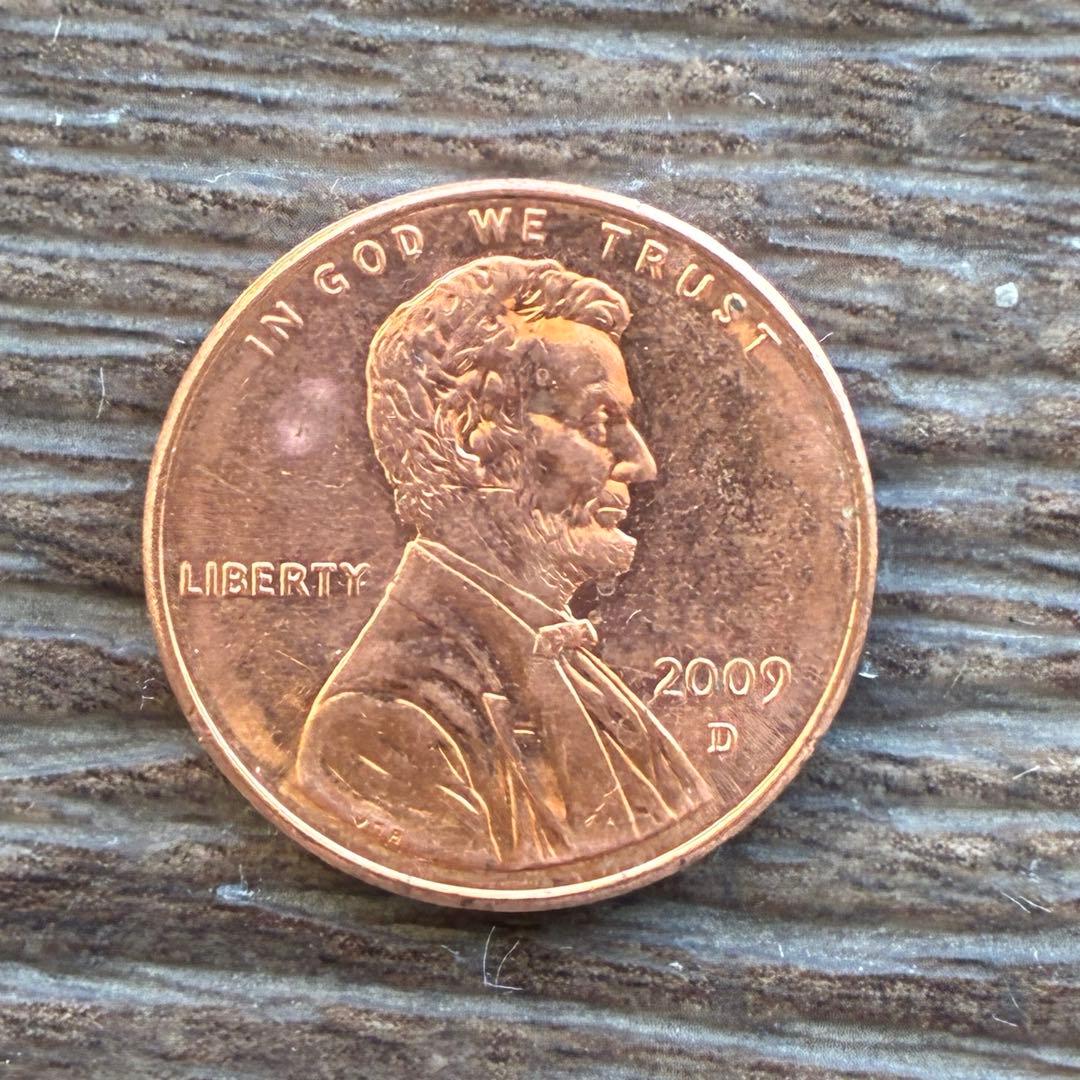 IN GOD WE TRUST
LIBERTY
2009
D